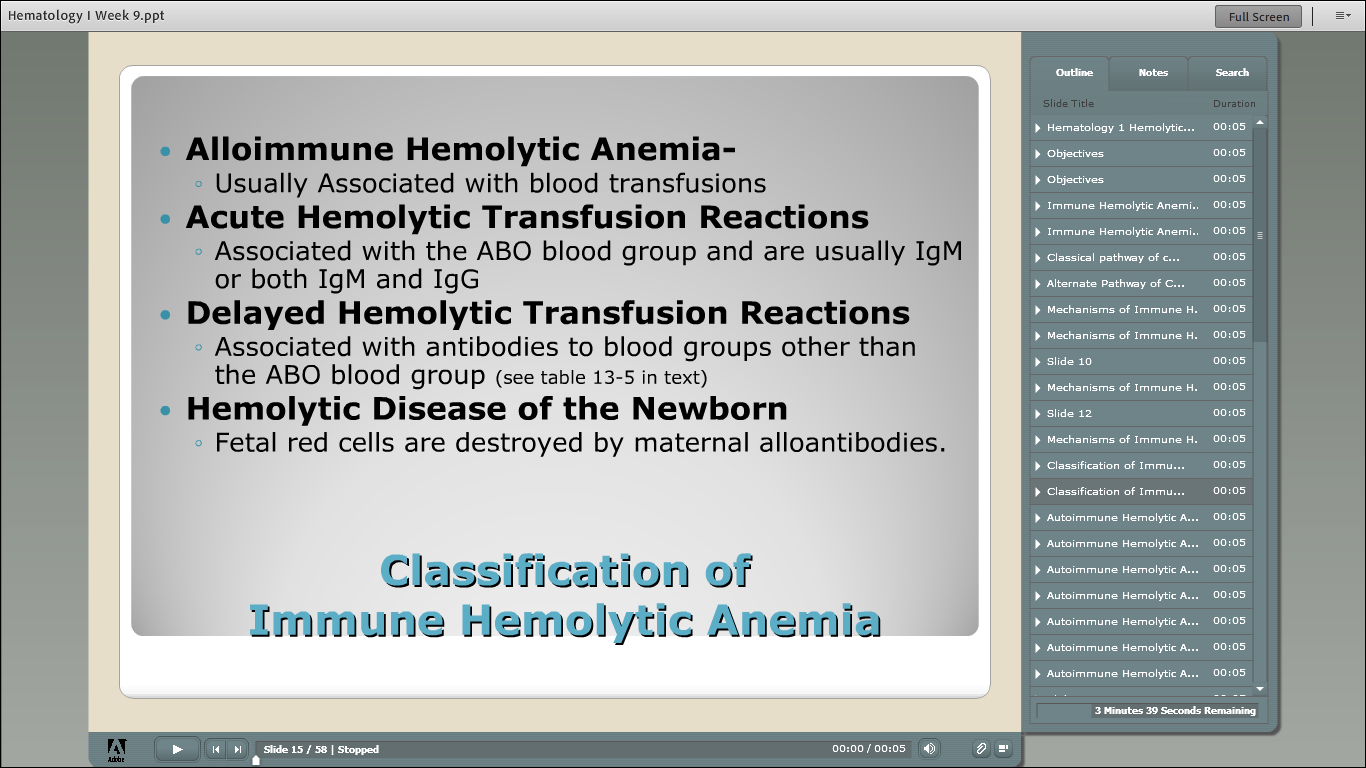 Hematology I Week 9.ppt
Full Screen
• Alloimmune Hemolytic Anemia-
◦ Usually Associated with blood transfusions
• Acute Hemolytic Transfusion Reactions
◦ Associated with the ABO blood group and are usually IgM
or both IgM and IgG
• Delayed Hemolytic Transfusion Reactions
◦ Associated with antibodies to blood groups other than
the ABO blood group (see table 13-5 in text)
• Hemolytic Disease of the Newborn
◦ Fetal red cells are destroyed by maternal alloantibodies.
Classification of
Immune Hemolytic Anemia
Outline Notes Search
Slide Title Duration
Hematology 1 Hemolytic... 00:05
Objectives 00:05
Objectives 00:05
Immune Hemolytic Anemi.. 00:05
Immune Hemolytic Anemi.. 00:05
Classical pathway of c... 00:05
Alternate Pathway of C... 00:05
Mechanisms of Immune H. 00:05
Mechanisms of Immune H. 00:05
Slide 10 00:05
Mechanisms of Immune H. 00:05
Slide 12 00:05
Mechanisms of Immune H. 00:05
Classification of Immu... 00:05
Classification of Immu... 00:05
Autoimmune Hemolytic A... 00:05
Autoimmune Hemolytic A... 00:05
Autoimmune Hemolytic A... 00:05
Autoimmune Hemolytic A... 00:05
Autoimmune Hemolytic A... 00:05
Autoimmune Hemolytic A... 00:05
Autoimmune Hemolytic A... 00:05
3 Minutes 39 Seconds Remaining
Adobe
Slide 15 / 58 | Stopped
00:00 / 00:05